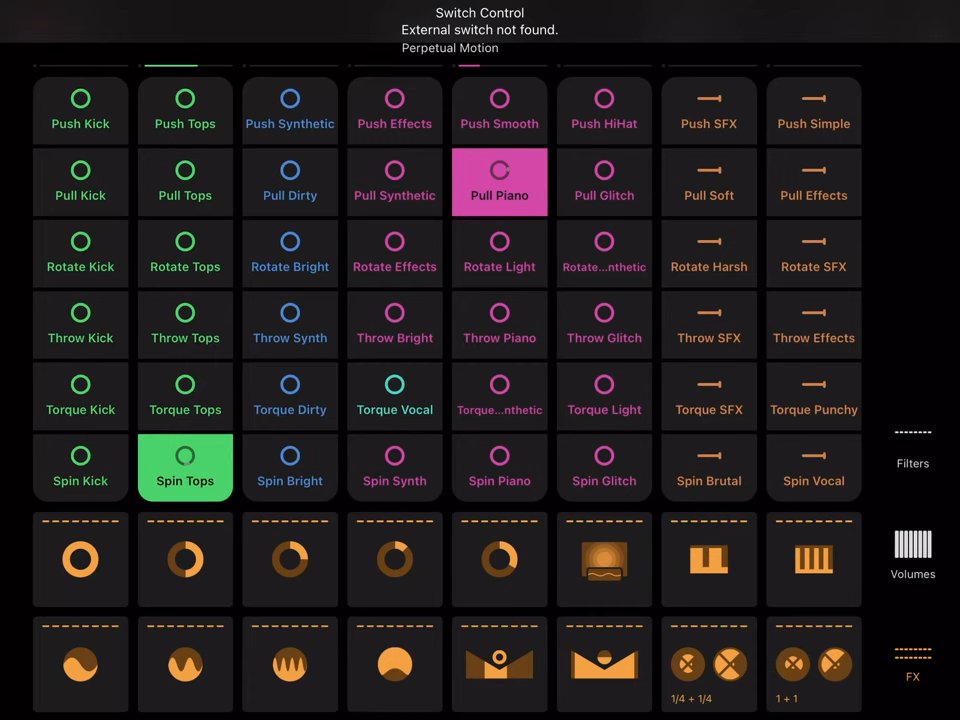 Switch Control
External switch not found.
Perpetual Motion
Push Kick
Push Tops
Push Synthetic
Push Effects
Push Smooth
Push HiHat
Push SFX
Push Simple
Pull Kick
Pull Tops
Pull Dirty
Pull Synthetic
Pull Piano
Pull Glitch
Pull Soft
Pull Effects
Rotate Kick
Rotate Tops
Rotate Bright
Rotate Effects
Rotate Light
Rotate...nthetic
Rotate Harsh
Rotate SFX
Throw Kick
Throw Tops
Throw Synth
Throw Bright
Throw Piano
Throw Glitch
Throw SFX
Throw Effects
Torque Kick
Torque Tops
Torque Dirty
Torque Vocal
Torque...nthetic
Torque Light
Torque SFX
Torque Punchy
Spin Kick
Spin Tops
Spin Bright
Spin Synth
Spin Piano
Spin Glitch
Spin Brutal
Spin Vocal
Filters
Volumes
FX
1/4 + 1/4
1 + 1